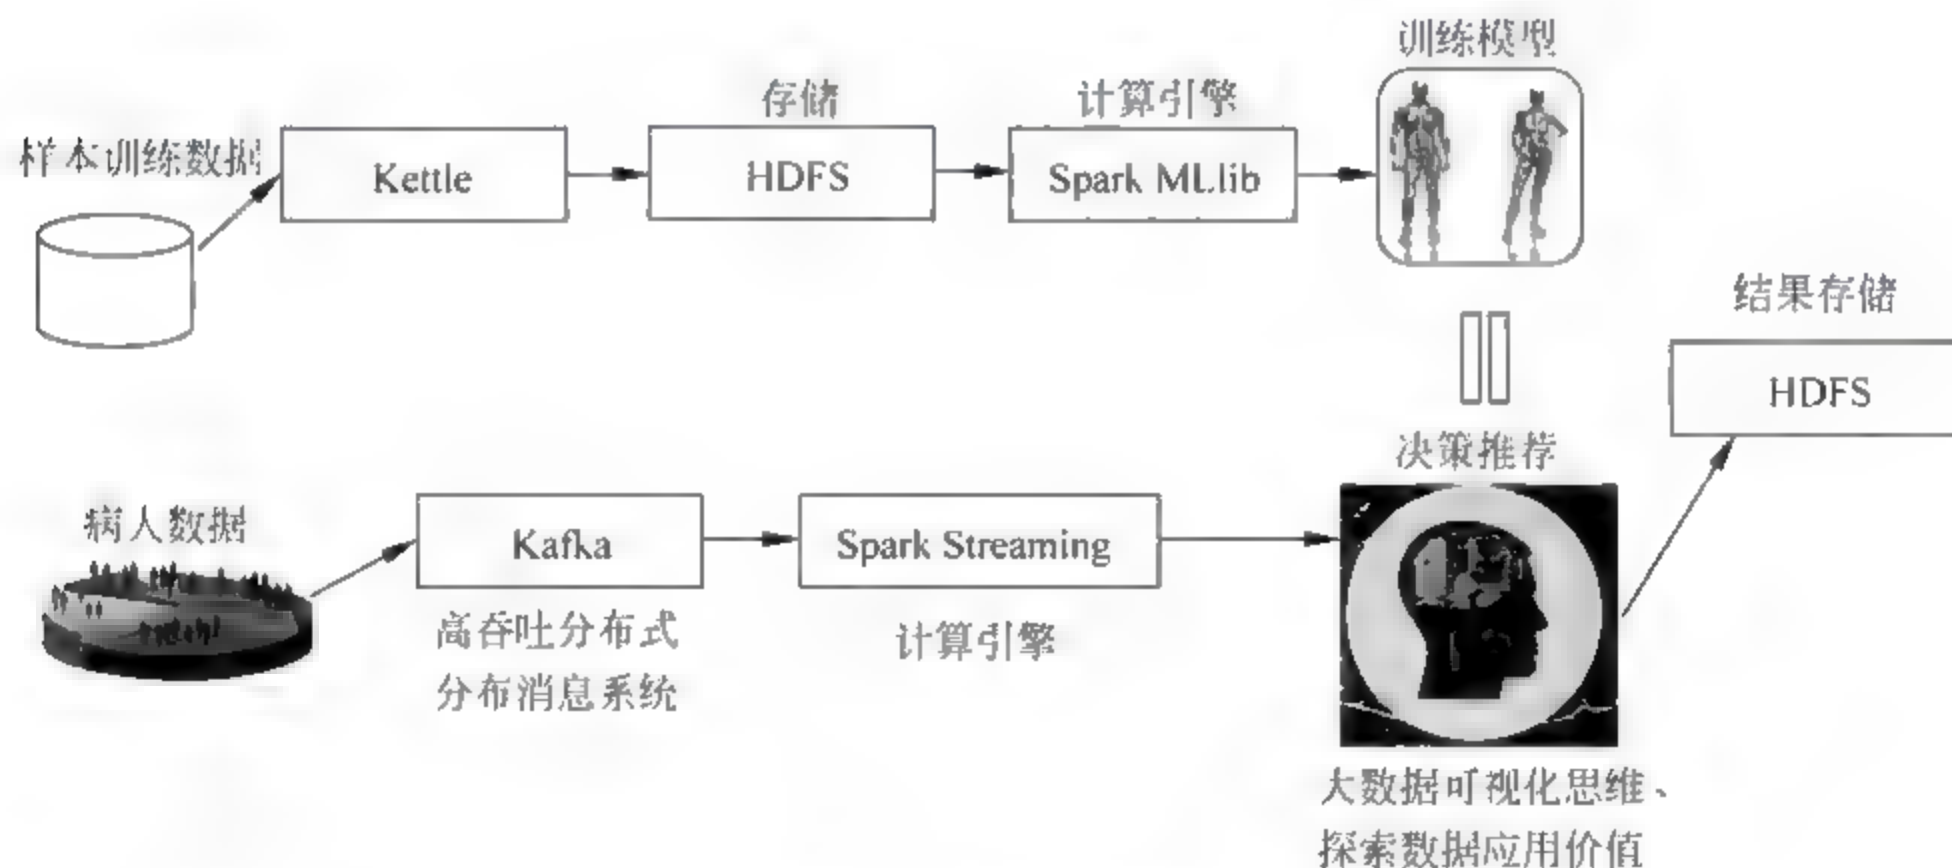 训练模型
存储
计算引擎
样本训练数据
Kettle
HDFS
Spark MLlib
结果存储
HDFS
决策推荐
病人数据
Kafka
Spark Streaming
高吞吐分布式
分布消息系统
计算引擎
大数据可视化思维、
探索数据应用价值